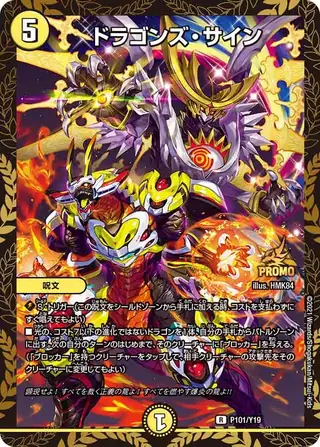 5
ドラゴンズ・サイン
PROMO
illus. HMK84
呪文
S・トリガー(この呪文をシールドゾーンから手札に加える時、コストを支払わずに
すぐ唱えてもよい)
■光の、コスト7以下の進化ではないドラゴンを1体、自分の手札からバトルゾーン
に出す。次の自分のターンのはじめまで、そのクリーチャーに「ブロッカー」を与える。
(「ブロッカー」を持つクリーチャーをタップして、相手クリーチャーの攻撃先をその
クリーチャーに変更してもよい)
顕現せよ! すべてを裁く正義の龍よ! すべてを燃やす爆炎の龍よ!
1
R P101/Y19